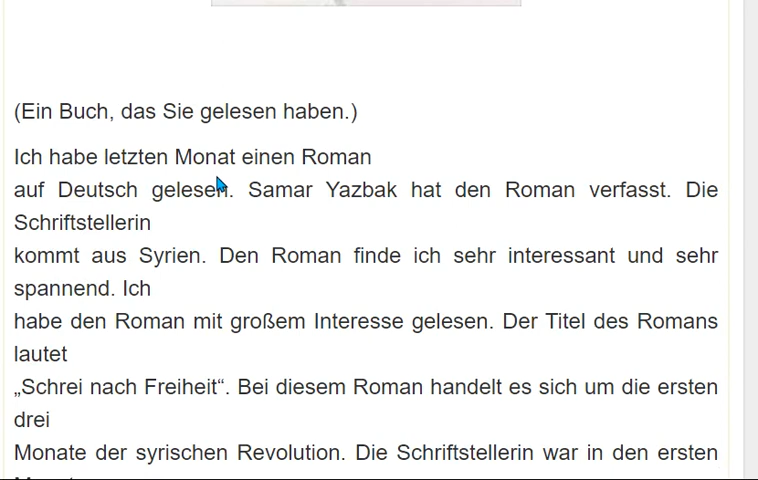 (Ein Buch, das Sie gelesen haben.)
Ich habe letzten Monat einen Roman
auf Deutsch gelesen. Samar Yazbak hat den Roman verfasst. Die
Schriftstellerin
kommt aus Syrien. Den Roman finde ich sehr interessant und sehr
spannend. Ich
habe den Roman mit großem Interesse gelesen. Der Titel des Romans
lautet
„Schrei nach Freiheit“. Bei diesem Roman handelt es sich um die ersten
drei
Monate der syrischen Revolution. Die Schriftstellerin war in den ersten